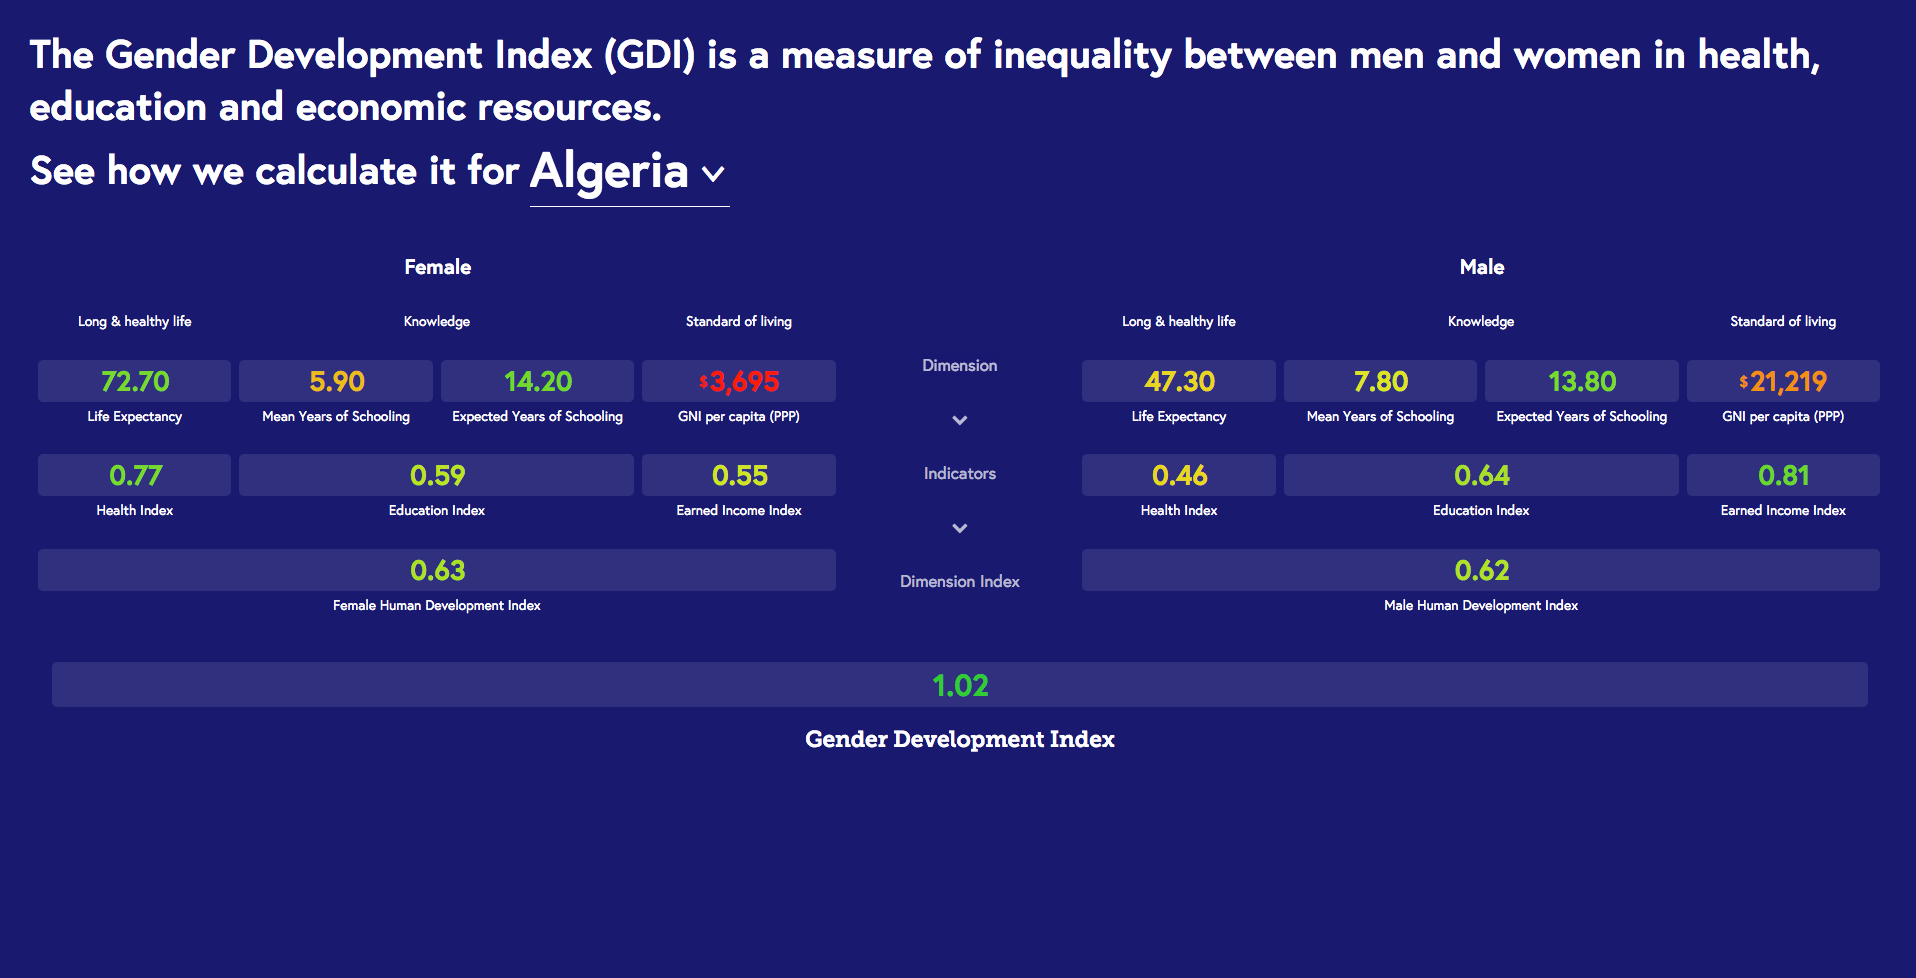 The Gender Development Index (GDI) is a measure of inequality between men and women in health,
education and economic resources.
See how we calculate it for Algeria
Female
Male
Long & healthy life
Knowledge
Standard of living
Long & healthy life
Knowledge
Standard of living
Dimension
72.70
5.90
14.20
$3,695
47.30
7.80
13.80
$21,219
Life Expectancy
Mean Years of Schooling
Expected Years of Schooling
GNI per capita (PPP)
Life Expectancy
Mean Years of Schooling
Expected Years of Schooling
GNI per capita (PPP)
Indicators
0.77
0.59
0.55
0.46
0.64
0.81
Health Index
Education Index
Earned Income Index
Health Index
Education Index
Earned Income Index
0.63
0.62
Dimension Index
Female Human Development Index
Male Human Development Index
1.02
Gender Development Index